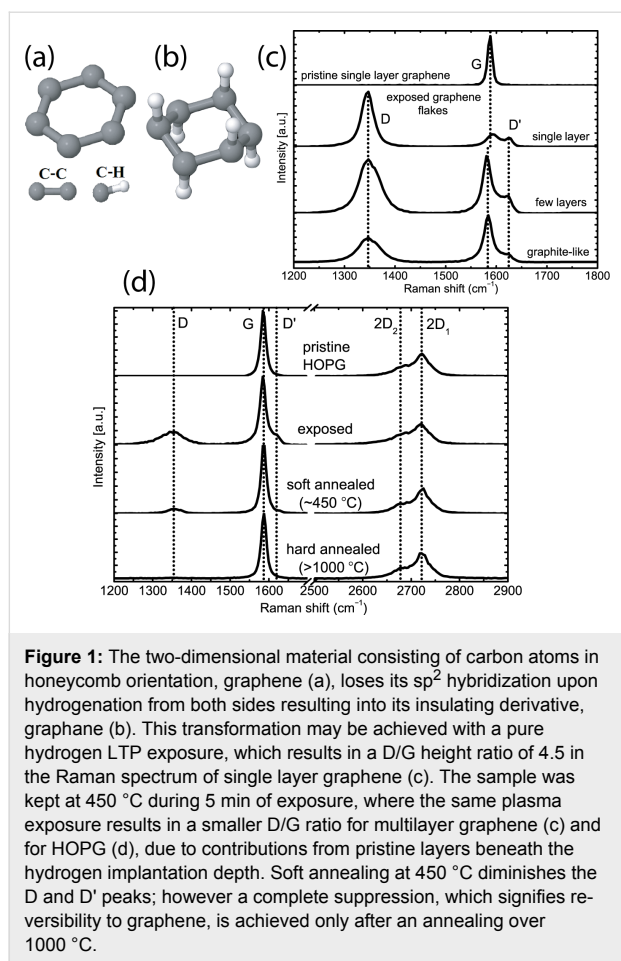 (a)
(b)
C-C
C-H
(c)
G
pristine single layer graphene
exposed graphene
flakes
D
D'
single layer
few layers
graphite-like
Intensity [a.u.]
1200 1300 1400 1500 1600 1700 1800
Raman shift (cm⁻¹)
(d)
D
G
D'
2D₂
2D₁
pristine
HOPG
exposed
soft annealed
(~450 °C)
hard annealed
(>1000 °C)
Intensity [a.u.]
1200 1300 1400 1500 1600 2500 2600 2700 2800 2900
Raman shift (cm⁻¹)
Figure 1: The two-dimensional material consisting of carbon atoms in
honeycomb orientation, graphene (a), loses its sp² hybridization upon
hydrogenation from both sides resulting into its insulating derivative,
graphane (b). This transformation may be achieved with a pure
hydrogen LTP exposure, which results in a D/G height ratio of 4.5 in
the Raman spectrum of single layer graphene (c). The sample was
kept at 450 °C during 5 min of exposure, where the same plasma
exposure results in a smaller D/G ratio for multilayer graphene (c) and
for HOPG (d), due to contributions from pristine layers beneath the
hydrogen implantation depth. Soft annealing at 450 °C diminishes the
D and D' peaks; however a complete suppression, which signifies re-
versibility to graphene, is achieved only after an annealing over
1000 °C.